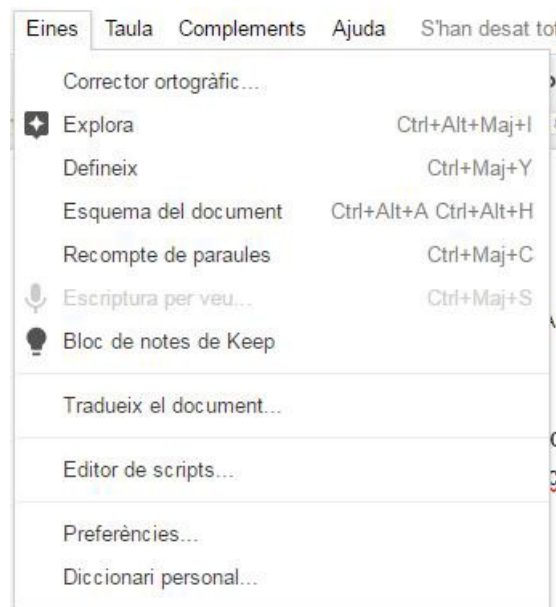 Eines Taula Complements Ajuda S'han desat
Corrector ortogràfic...
Explora Ctrl+Alt+Maj+I
Defineix Ctrl+Maj+Y
Esquema del document Ctrl+Alt+A Ctrl+Alt+H
Recompte de paraules Ctrl+Maj+C
Escriptura per veu... Ctrl+Maj+S
Bloc de notes de Keep
Tradueix el document...
Editor de scripts...
Preferències...
Diccionari personal...